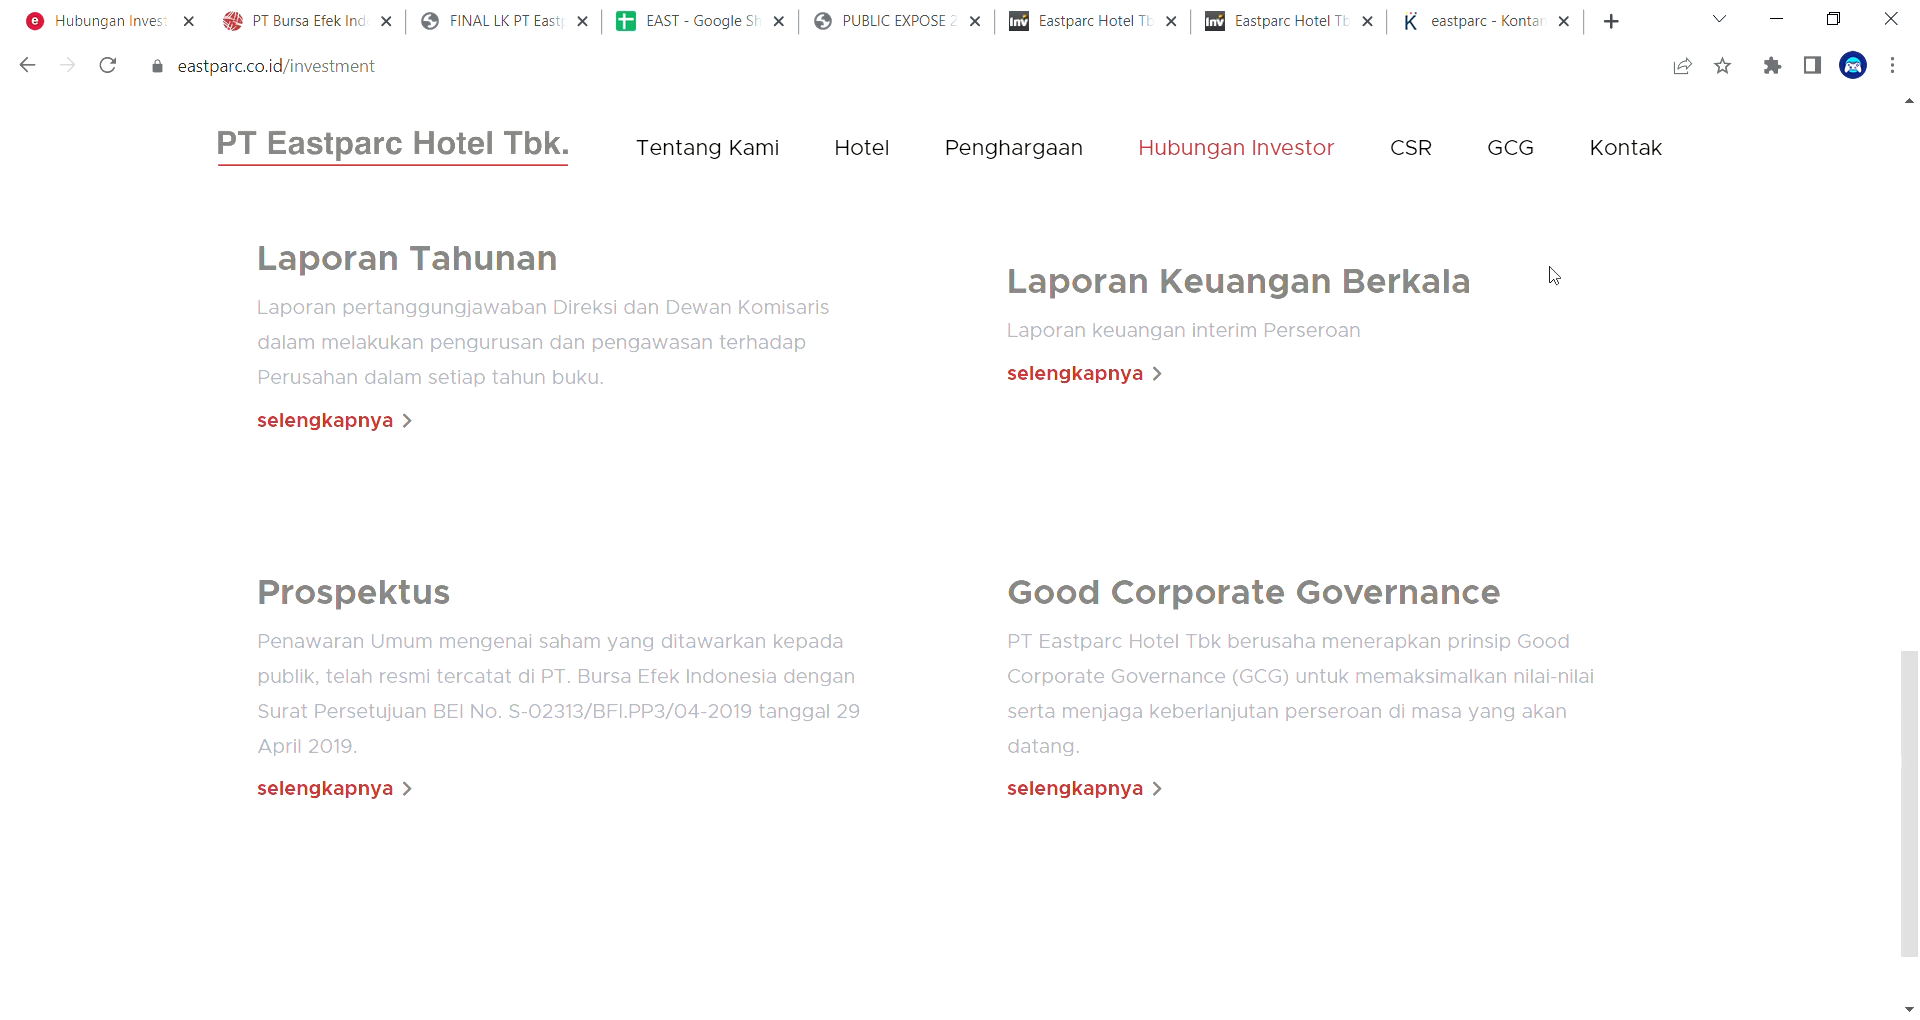 Hubungan Invest
PT Bursa Efek Ind
FINAL LK PT East
EAST - Google Sh
PUBLIC EXPOSE 2
Eastparc Hotel Tb
Eastparc Hotel Tb
eastparc - Kontan
eastparc.co.id/investment
PT Eastparc Hotel Tbk.
Tentang Kami
Hotel
Penghargaan
Hubungan Investor
CSR
GCG
Kontak
Laporan Tahunan
Laporan pertanggungjawaban Direksi dan Dewan Komisaris
dalam melakukan pengurusan dan pengawasan terhadap
Perusahan dalam setiap tahun buku.
selengkapnya
Laporan Keuangan Berkala
Laporan keuangan interim Perseroan
selengkapnya
Prospektus
Penawaran Umum mengenai saham yang ditawarkan kepada
publik, telah resmi tercatat di PT. Bursa Efek Indonesia dengan
Surat Persetujuan BEI No. S-02313/BFI.PP3/04-2019 tanggal 29
April 2019.
selengkapnya
Good Corporate Governance
PT Eastparc Hotel Tbk berusaha menerapkan prinsip Good
Corporate Governance (GCG) untuk memaksimalkan nilai-nilai
serta menjaga keberlanjutan perseroan di masa yang akan
datang.
selengkapnya